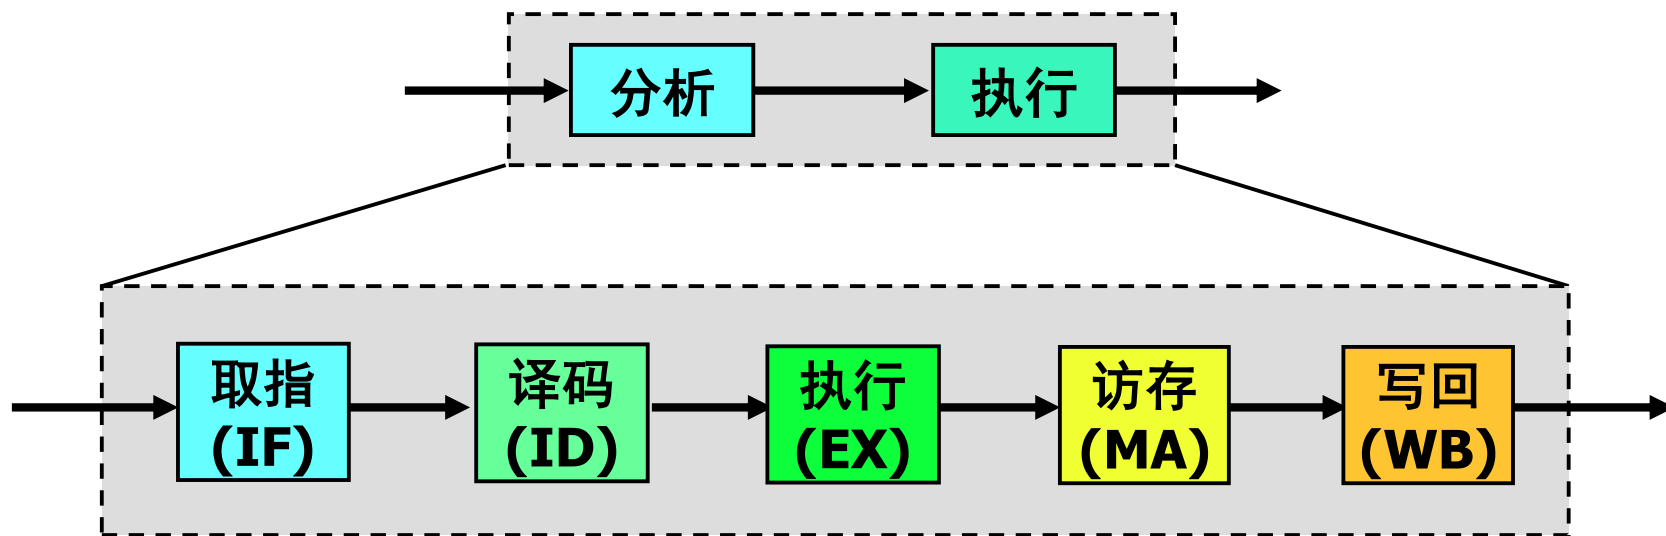 分析
执行
取指
(IF)
译码
(ID)
执行
(EX)
访存
(MA)
写回
(WB)